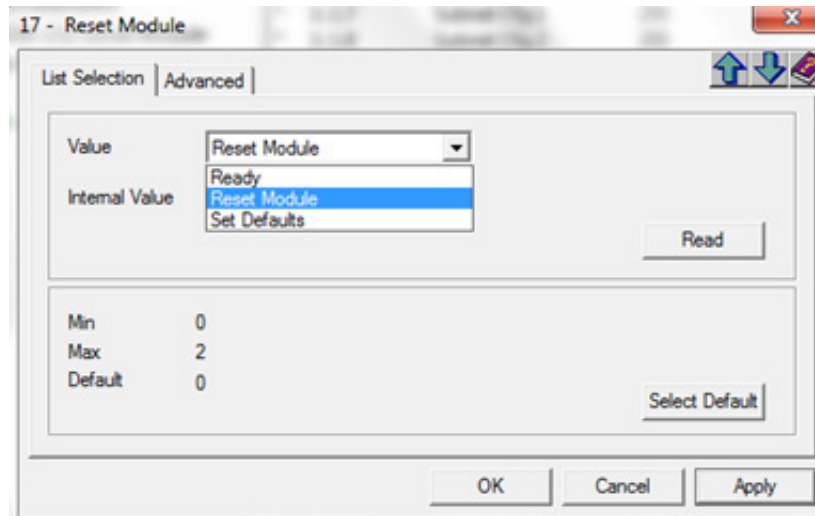 17 - Reset Module
List Selection
Advanced
Value
Reset Module
Ready
Internal Value
Reset Module
Set Defaults
Read
Min 0
Max 2
Default 0
Select Default
OK
Cancel
Apply